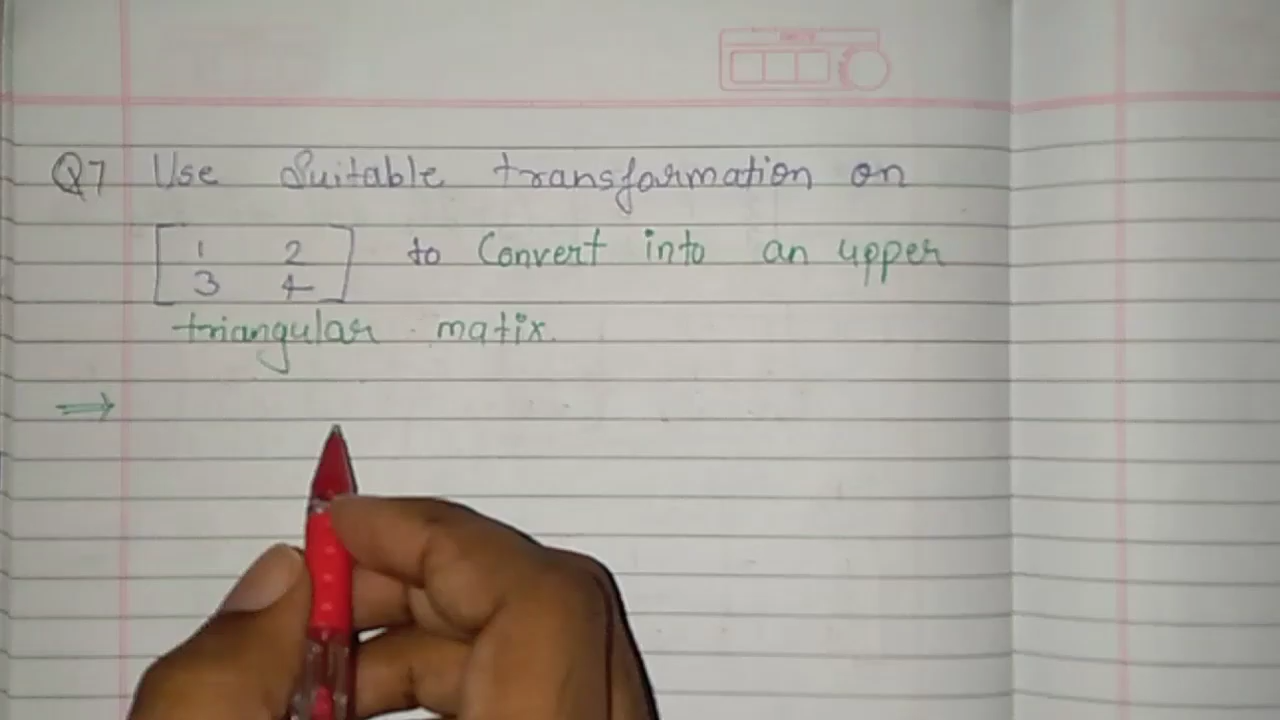 Q7 Use Suitable transformation on
[1 2
3 4] to Convert into an upper
triangular matix.
⇒